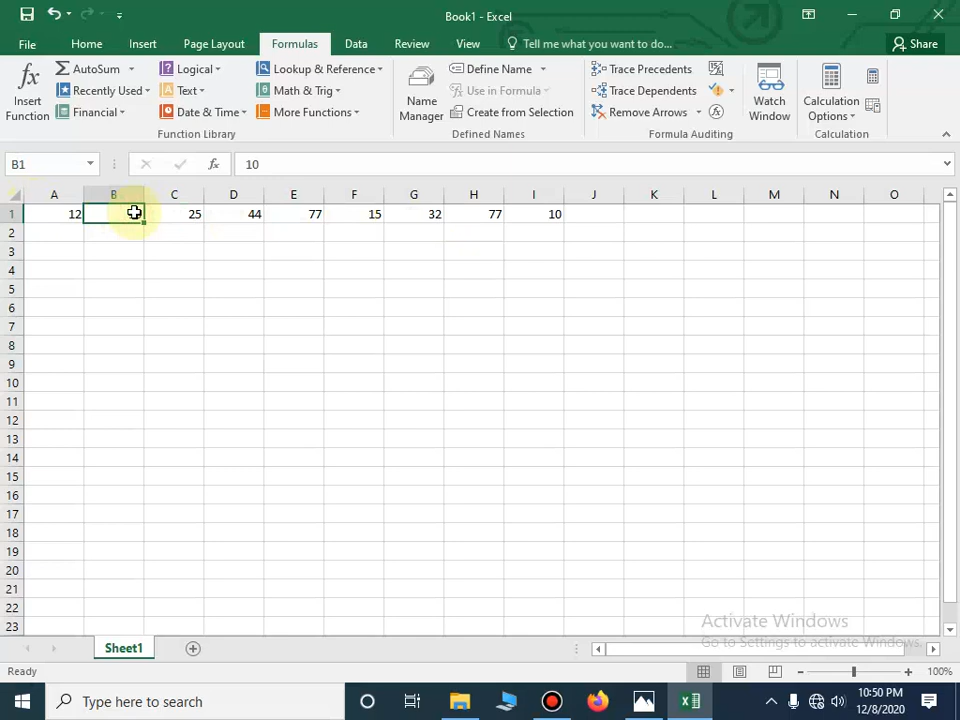 Book1 - Excel
File Home Insert Page Layout Formulas Data Review View Tell me what you want to do... Share
Insert Function
AutoSum
Recently Used
Financial
Logical
Text
Date & Time
Lookup & Reference
Math & Trig
More Functions
Function Library
Name Manager
Define Name
Use in Formula
Create from Selection
Defined Names
Trace Precedents
Trace Dependents
Remove Arrows
Formula Auditing
Watch Window
Calculation Options
Calculation
B1 fx 10
A B C D E F G H I J K L M N O
1 12 25 44 77 15 32 77 10
2
3
4
5
6
7
8
9
10
11
12
13
14
15
16
17
18
19
20
21
22
23
Activate Windows
Go to Settings to activate Windows.
Sheet1
Ready 100%
Type here to search
10:50 PM
12/8/2020